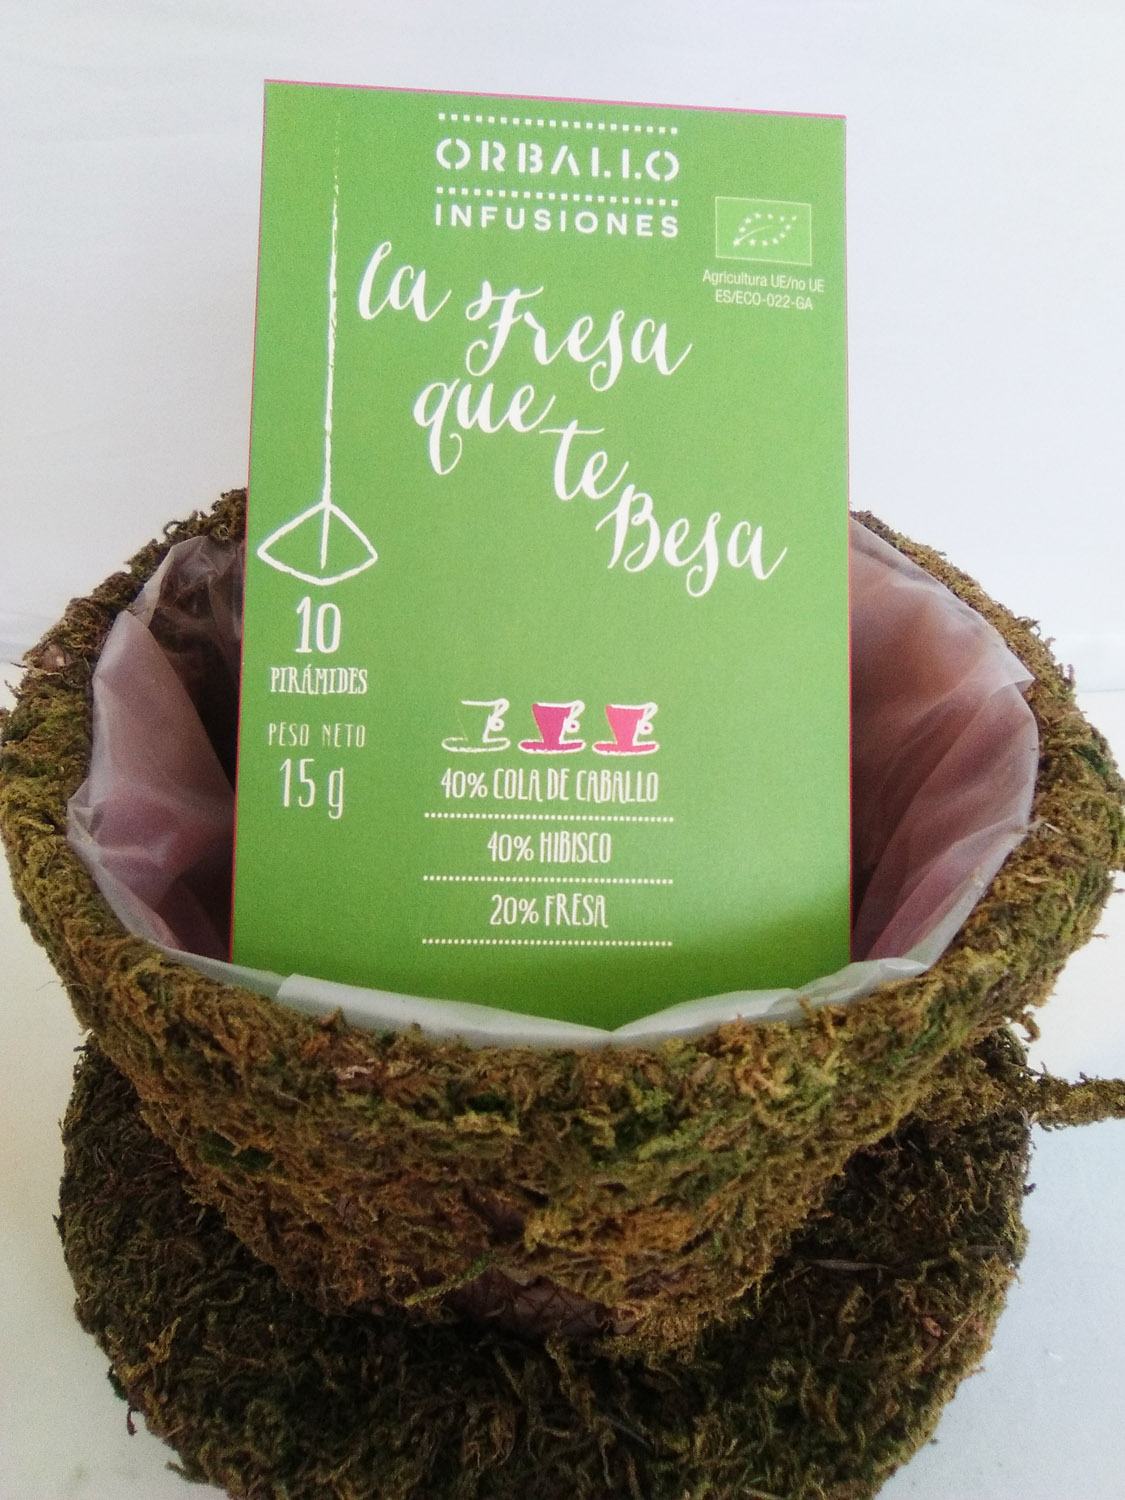 ORBALLO
INFUSIONES
Agricultura UE/no UE
ES/ECO-022-GA
la Fresa
que te
Besa
10
PIRÁMIDES
PESO NETO
15 g
40% COLA DE CABALLO
40% HIBISCO
20% FRESA